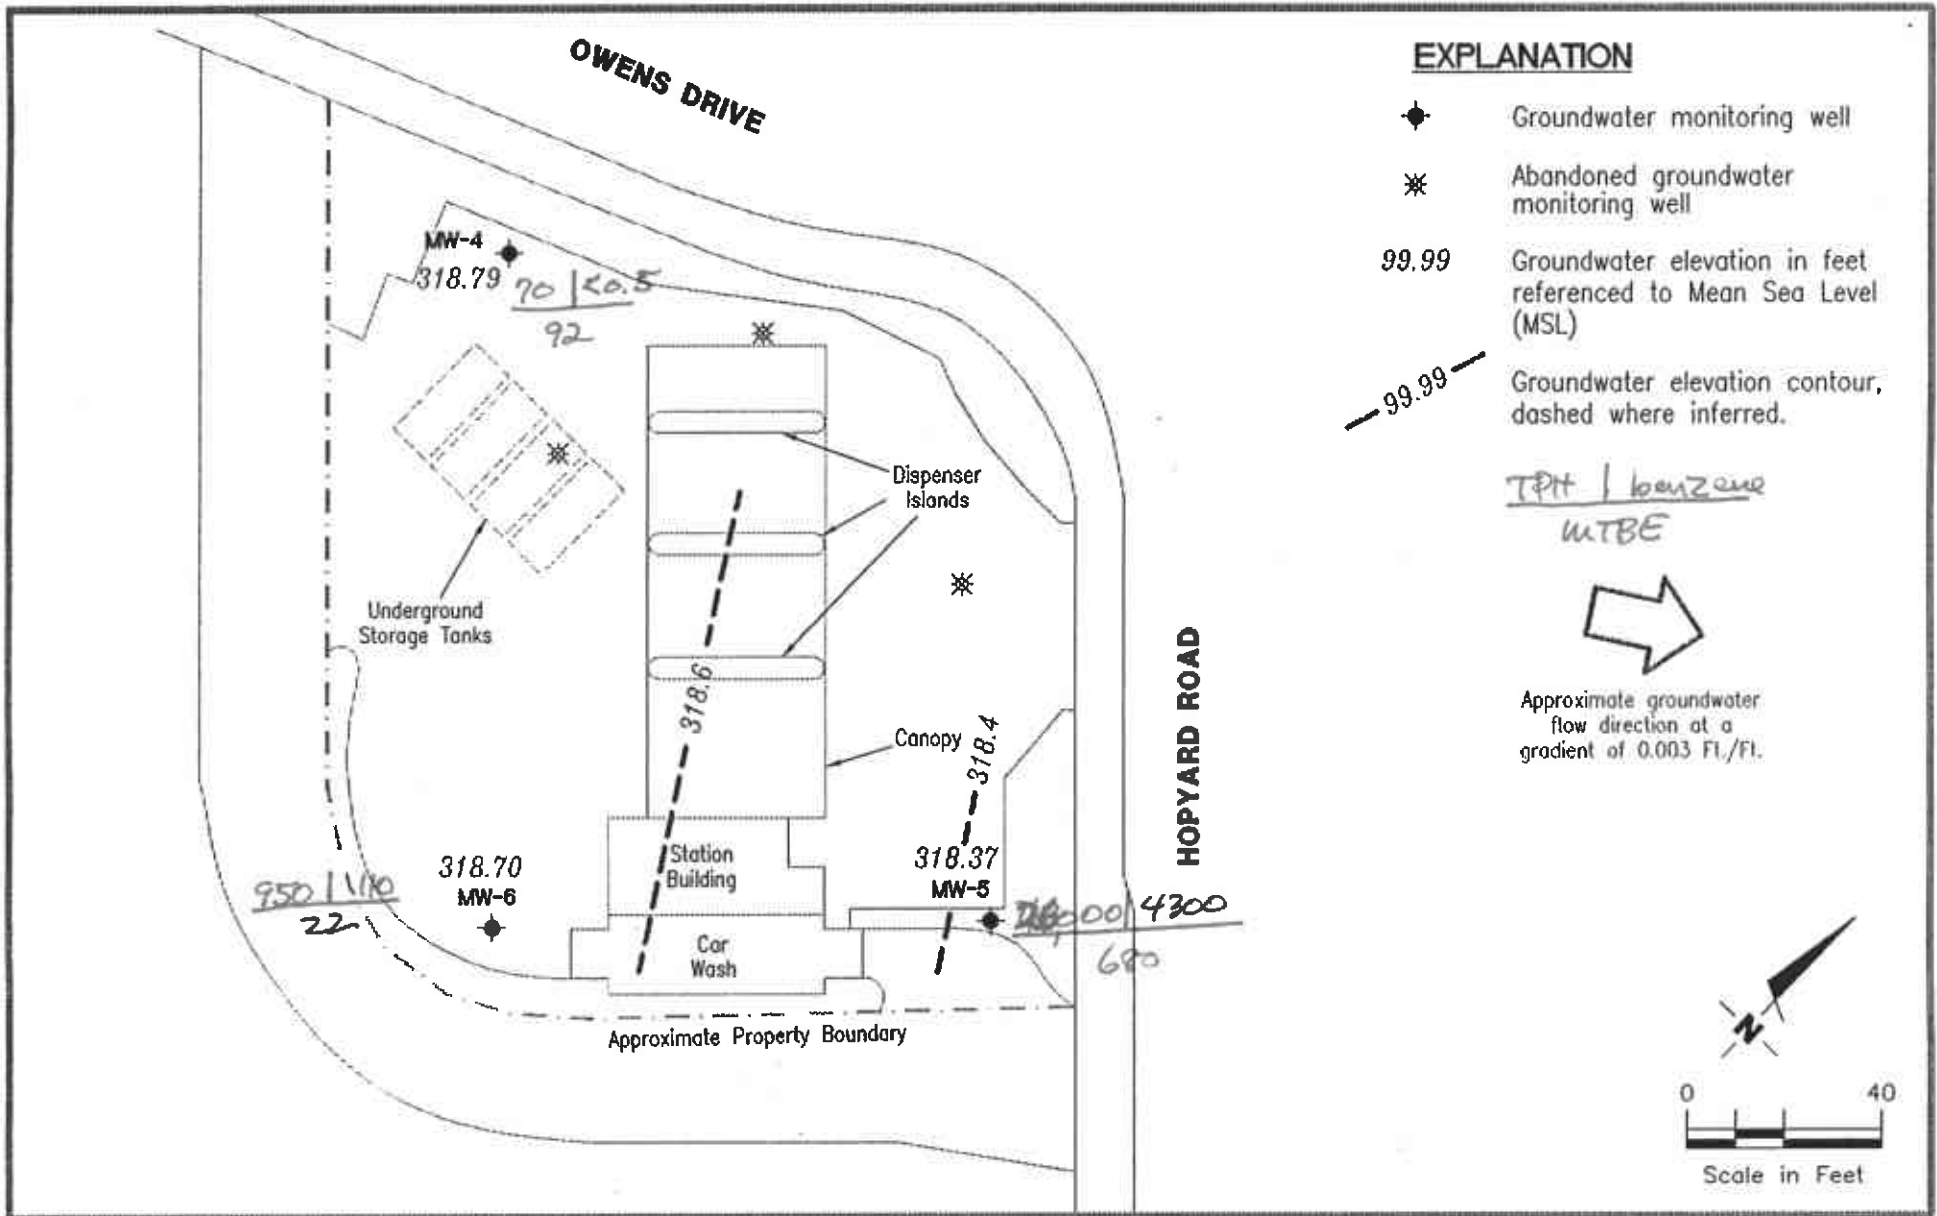 OWENS DRIVE
EXPLANATION
Groundwater monitoring well
Abandoned groundwater
monitoring well
99.99
Groundwater elevation in feet
referenced to Mean Sea Level
(MSL)
99.99
Groundwater elevation contour,
dashed where inferred.
TPH | benzene
MTBE
Approximate groundwater
flow direction at a
gradient of 0.003 Ft./Ft.
MW-4
318.79
70 | <0.5
92
Dispenser
Islands
Underground
Storage Tanks
318.6
318.4
Canopy
HOPYARD ROAD
318.70
MW-6
950 |
22
Station
Building
318.37
MW-5
4300
680
Car
Wash
Approximate Property Boundary
N
0 40
Scale in Feet